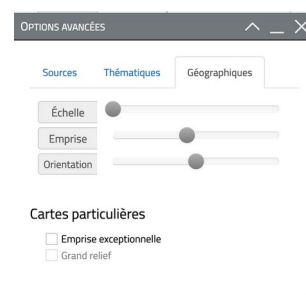 OPTIONS AVANCÉES
Sources Thématiques Géographiques
Échelle
Emprise
Orientation
Cartes particulières
Emprise exceptionnelle
Grand relief